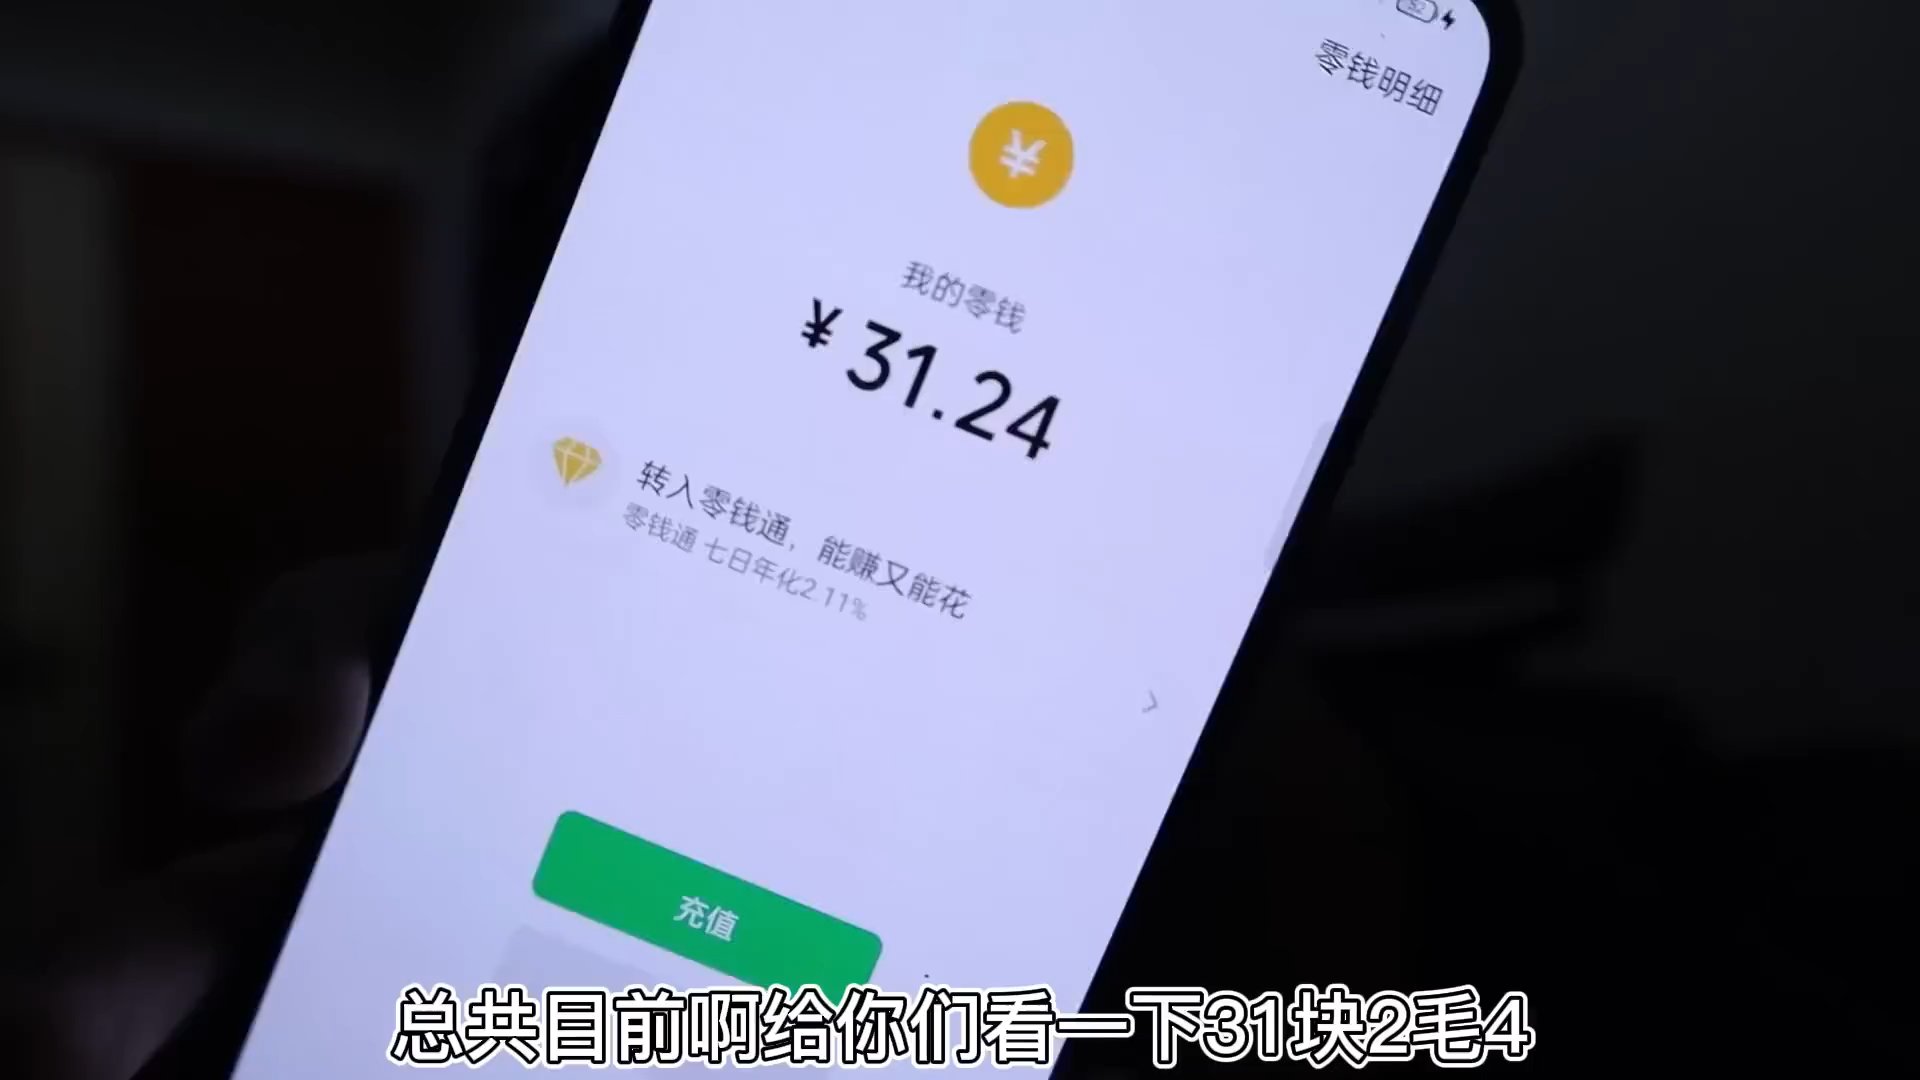 52
零钱明细
¥
我的零钱
¥31.24
转入零钱通，能赚又能花
零钱通 七日年化2.11%
充值
总共目前啊给你们看一下31块2毛4